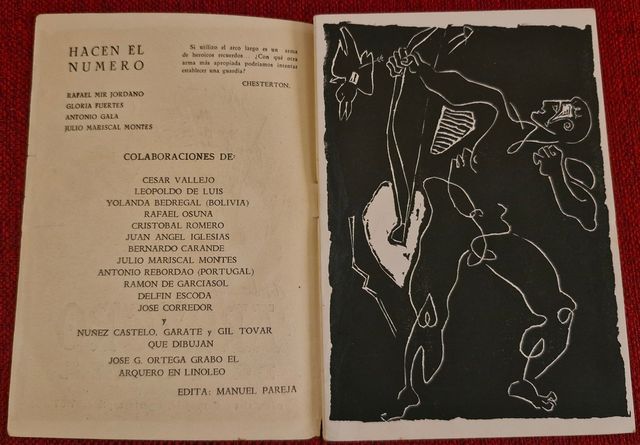 HACEN EL
NUMERO
Si utilizo el arco largo es un arma
de heroicos recuerdos... ¿Con qué otra
arma más apropiada podríamos intentar
establecer una guardia?
CHESTERTON.
RAFAEL MIR JORDANO
GLORIA FUERTES
ANTONIO GALA
JULIO MARISCAL MONTES
COLABORACIONES DE:
CESAR VALLEJO
LEOPOLDO DE LUIS
YOLANDA BEDREGAL (BOLIVIA)
RAFAEL OSUNA
CRISTOBAL ROMERO
JUAN ANGEL IGLESIAS
BERNARDO CARANDE
JULIO MARISCAL MONTES
ANTONIO REBORDAO (PORTUGAL)
RAMON DE GARCIASOL
DELFIN ESCODA
JOSE CORREDOR
y
NUÑEZ CASTELO, GARATE y GIL TOVAR
QUE DIBUJAN
JOSE G. ORTEGA GRABO EL
ARQUERO EN LINOLEO
EDITA: MANUEL PAREJA